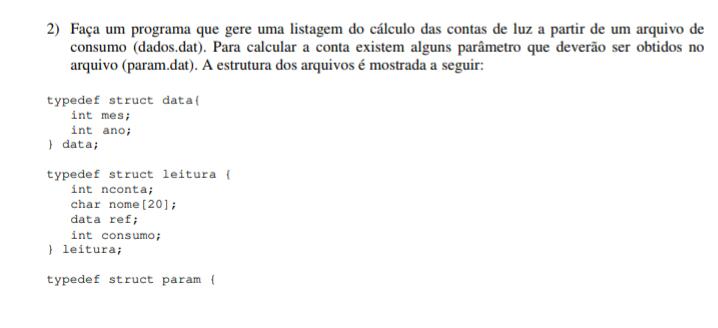 2) Faça um programa que gere uma listagem do cálculo das contas de luz a partir de um arquivo de
consumo (dados.dat). Para calcular a conta existem alguns parâmetro que deverão ser obtidos no
arquivo (param.dat). A estrutura dos arquivos é mostrada a seguir:
typedef struct data{
int mes;
int ano;
} data;
typedef struct leitura {
int nconta;
char nome[20];
data ref;
int consumo;
} leitura;
typedef struct param {